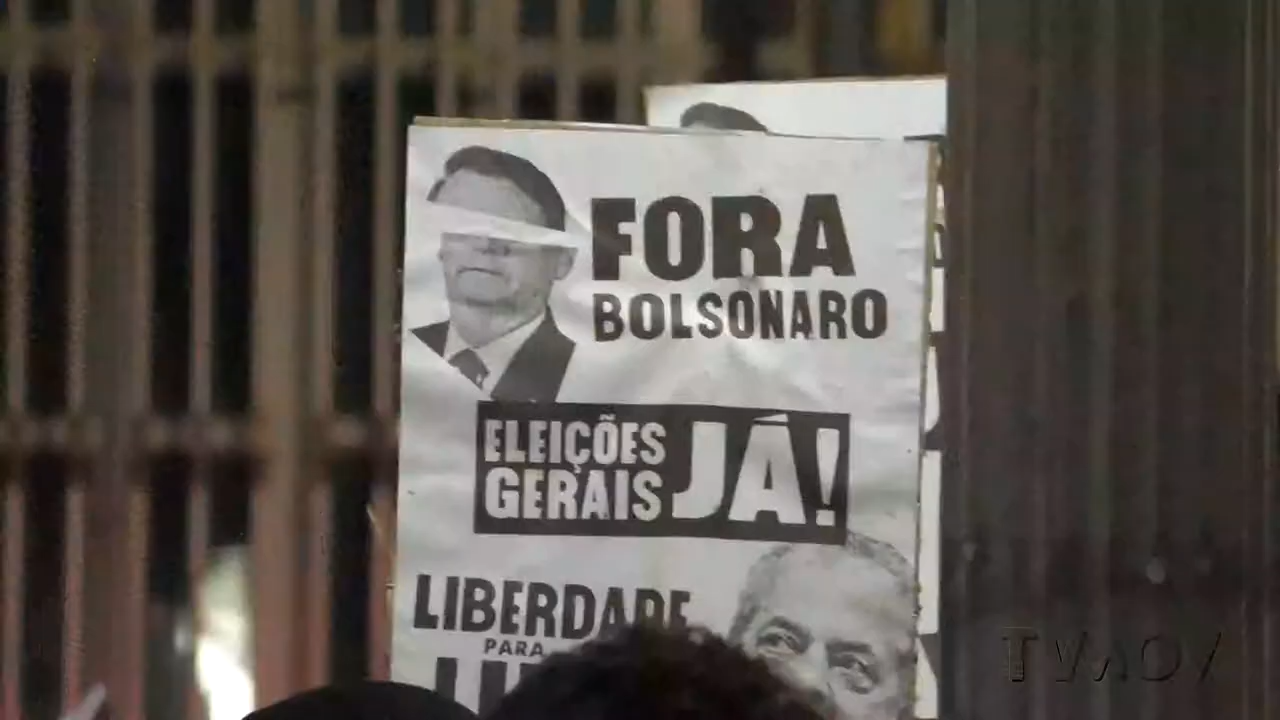 FORA
BOLSONARO
ELEIÇÕES
GERAIS
JÁ!
LIBERDADE
PARA